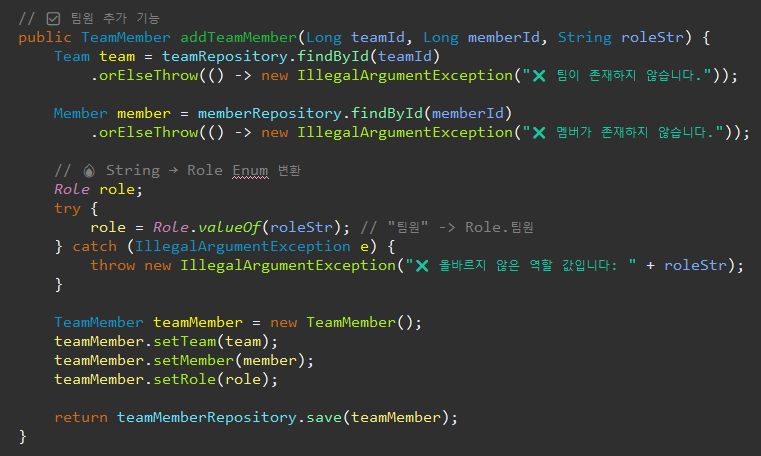 // ✅ 팀원 추가 기능
public TeamMember addTeamMember(Long teamId, Long memberId, String roleStr) {
    Team team = teamRepository.findById(teamId)
        .orElseThrow(() -> new IllegalArgumentException("❌ 팀이 존재하지 않습니다."));

    Member member = memberRepository.findById(memberId)
        .orElseThrow(() -> new IllegalArgumentException("❌ 멤버가 존재하지 않습니다."));

    // 🔥 String → Role Enum 변환
    Role role;
    try {
        role = Role.valueOf(roleStr); // "팀원" -> Role.팀원
    } catch (IllegalArgumentException e) {
        throw new IllegalArgumentException("❌ 올바르지 않은 역할 값입니다: " + roleStr);
    }

    TeamMember teamMember = new TeamMember();
    teamMember.setTeam(team);
    teamMember.setMember(member);
    teamMember.setRole(role);

    return teamMemberRepository.save(teamMember);
}